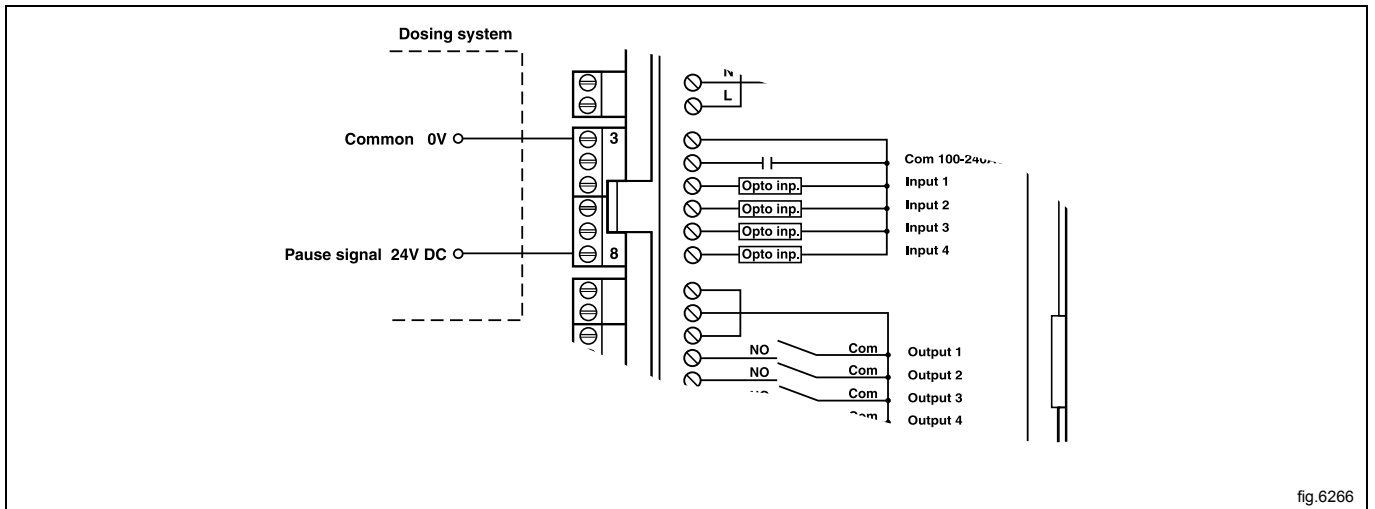 Dosing system
N
L
Common 0V
3
Com
Input 1
Opto inp.
Input 2
Opto inp.
Input 3
Opto inp.
Input 4
Opto inp.
Pause signal 24V DC
8
NO
Com
Output 1
NO
Com
Output 2
Com
Output 3
Output 4
fig.6266